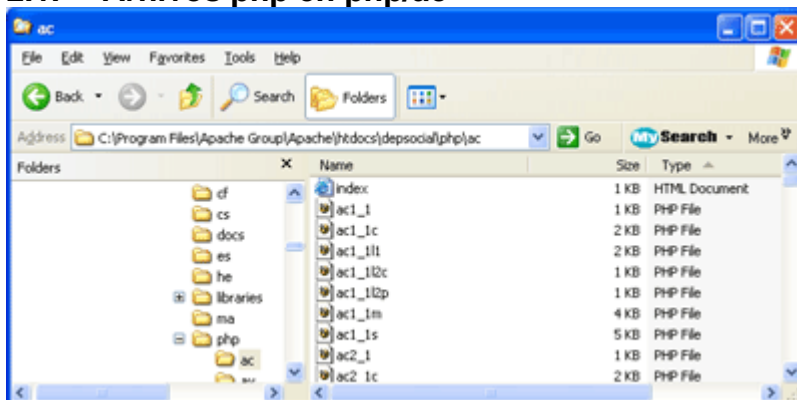 ac
File Edit View Favorites Tools Help
Back Search Folders
Address C:\Program Files\Apache Group\Apache\htdocs\depsocial\php\ac Go My Search More
Folders × Name Size Type
cf
cs
docs
es
he
libraries
ma
php
ac
index 1 KB HTML Document
ac1_1 1 KB PHP File
ac1_1c 2 KB PHP File
ac1_1l1 2 KB PHP File
ac1_1l2c 1 KB PHP File
ac1_1l2p 1 KB PHP File
ac1_1m 4 KB PHP File
ac1_1s 5 KB PHP File
ac2_1 1 KB PHP File
ac2_1c 2 KB PHP File